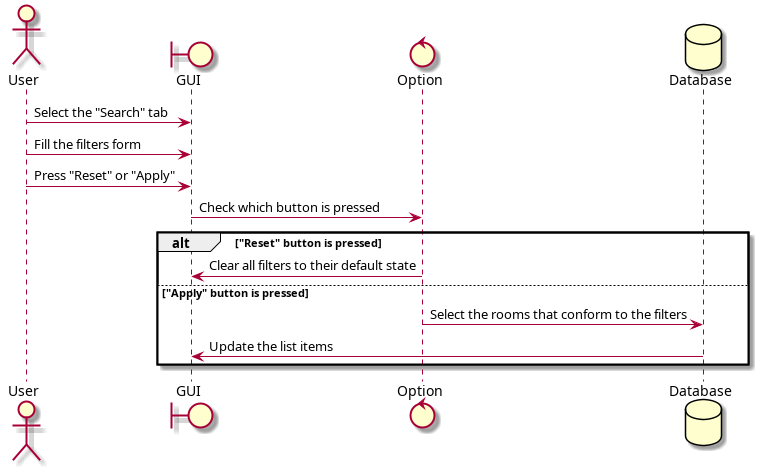 User
GUI
Option
Database
Select the "Search" tab
Fill the filters form
Press "Reset" or "Apply"
Check which button is pressed
alt ["Reset" button is pressed]
Clear all filters to their default state
["Apply" button is pressed]
Select the rooms that conform to the filters
Update the list items
User
GUI
Option
Database